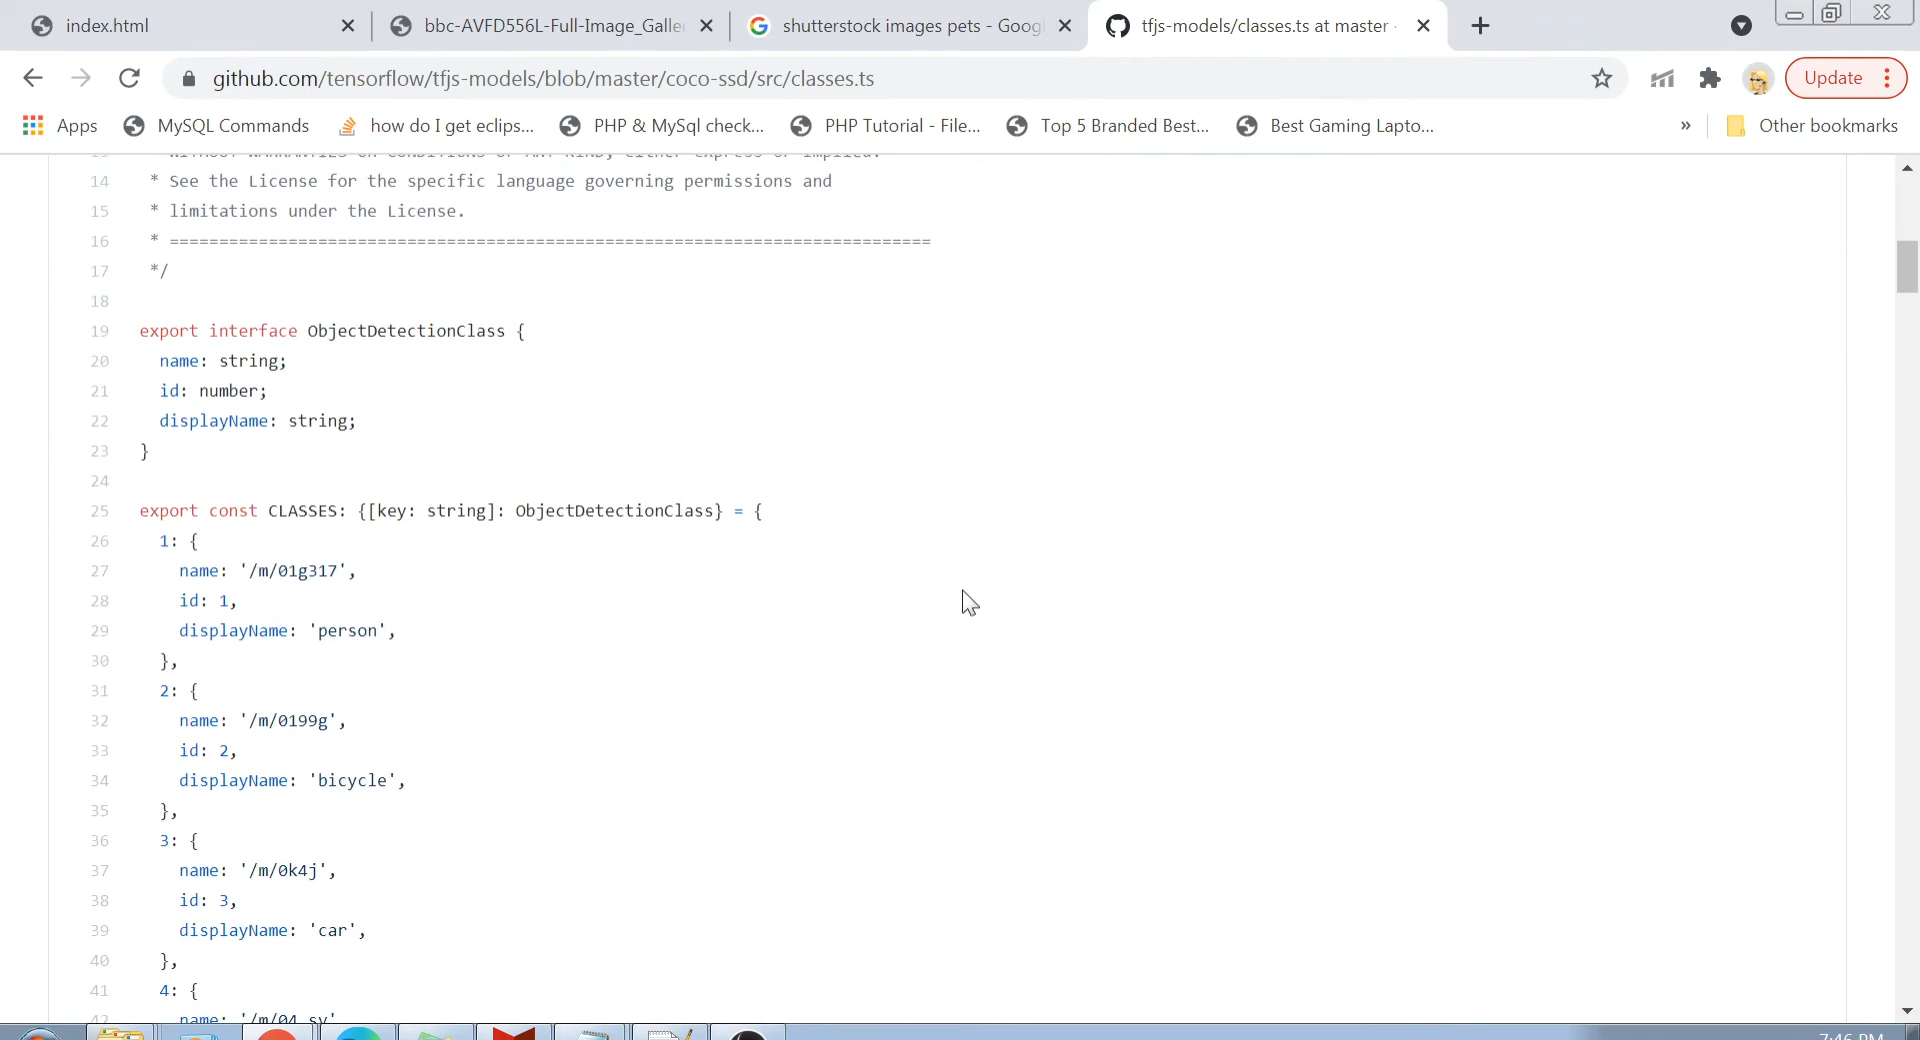 index.html
bbc-AVFD556L-Full-Image_Galle
shutterstock images pets - Goog
tfjs-models/classes.ts at master
github.com/tensorflow/tfjs-models/blob/master/coco-ssd/src/classes.ts
Update
Apps
MySQL Commands
how do I get eclips...
PHP & MySql check...
PHP Tutorial - File...
Top 5 Branded Best...
Best Gaming Lapto...
»
Other bookmarks
14 * See the License for the specific language governing permissions and
15 * limitations under the License.
16 * =============================================================================
17 */
18
19 export interface ObjectDetectionClass {
20 name: string;
21 id: number;
22 displayName: string;
23 }
24
25 export const CLASSES: {[key: string]: ObjectDetectionClass} = {
26 1: {
27 name: '/m/01g317',
28 id: 1,
29 displayName: 'person',
30 },
31 2: {
32 name: '/m/0199g',
33 id: 2,
34 displayName: 'bicycle',
35 },
36 3: {
37 name: '/m/0k4j',
38 id: 3,
39 displayName: 'car',
40 },
41 4: {
42 name: '/m/04_sv'
7:46 PM